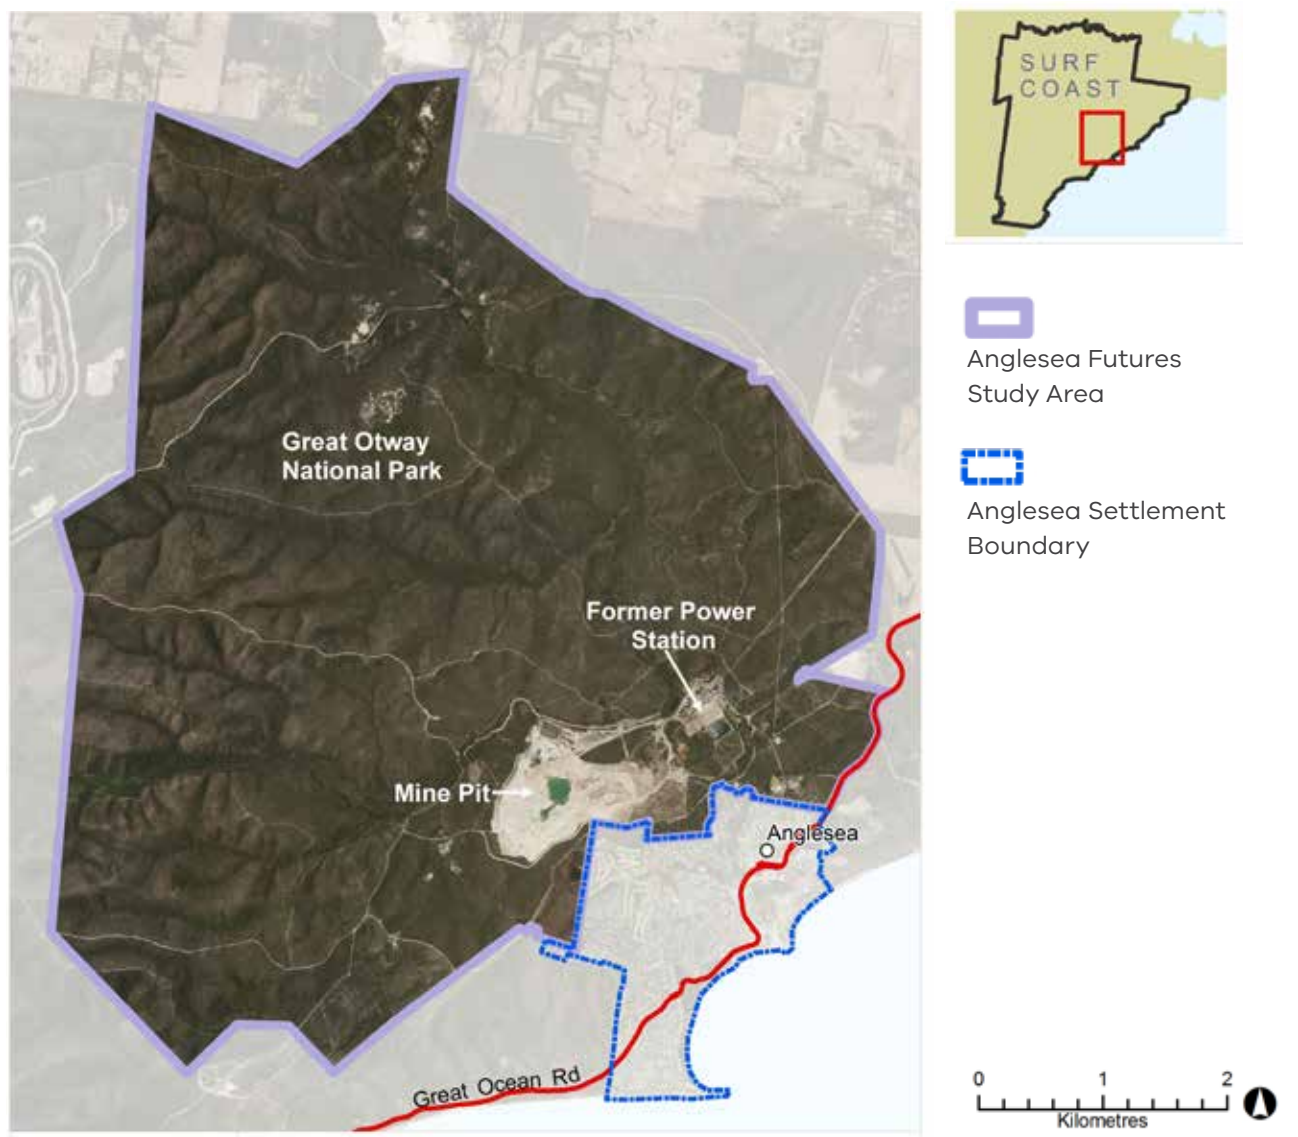 SURF
COAST
Anglesea Futures
Study Area
Great Otway
National Park
Anglesea Settlement
Boundary
Former Power
Station
Mine Pit
Anglesea
Great Ocean Rd
0 1 2
Kilometres